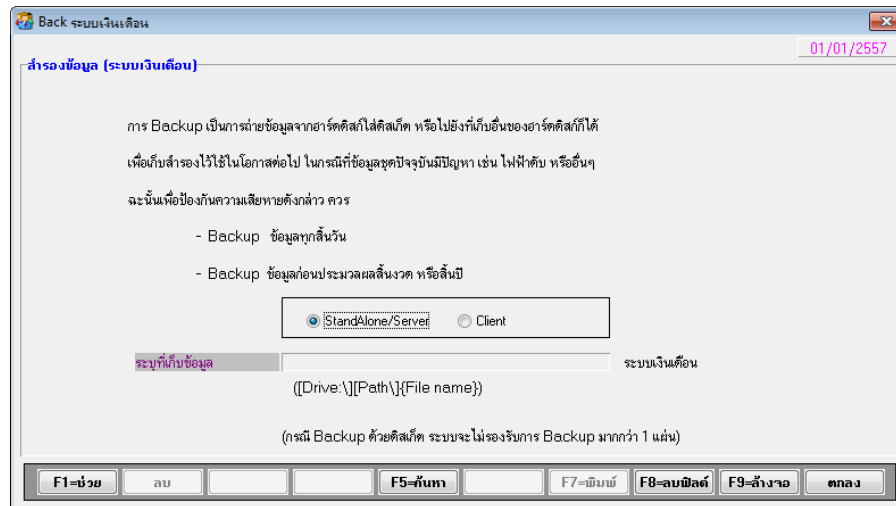 Back ระบบเงินเดือน
01/01/2557
สำรองข้อมูล (ระบบเงินเดือน)
การ Backup เป็นการถ่ายข้อมูลจากฮาร์ดดิสก์ใส่ดิสเก็ต หรือไปยังที่เก็บอื่นของฮาร์ดดิสก์ก็ได้
เพื่อเก็บสำรองไว้ใช้ในโอกาสต่อไป ในกรณีที่ข้อมูลชุดปัจจุบันมีปัญหา เช่น ไฟฟ้าดับ หรืออื่นๆ
ฉะนั้นเพื่อป้องกันความเสียหายดังกล่าว ควร
- Backup ข้อมูลทุกสิ้นวัน
- Backup ข้อมูลก่อนประมวลผลสิ้นงวด หรือสิ้นปี
StandAlone/Server Client
ระบุที่เก็บข้อมูล ระบบเงินเดือน
([Drive:\][Path\]{File name})
(กรณี Backup ด้วยดิสเก็ต ระบบจะไม่รองรับการ Backup มากกว่า 1 แผ่น)
F1=ช่วย ลบ F5=ค้นหา F7=พิมพ์ F8=ลบฟิลด์ F9=ล้างจอ ตกลง